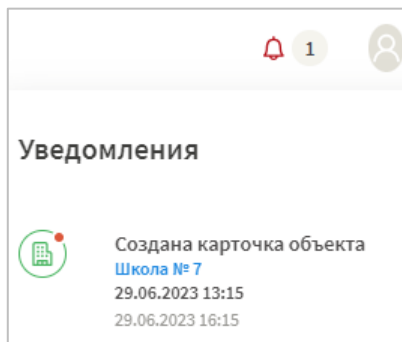 1
Уведомления
Создана карточка объекта
Школа № 7
29.06.2023 13:15
29.06.2023 16:15